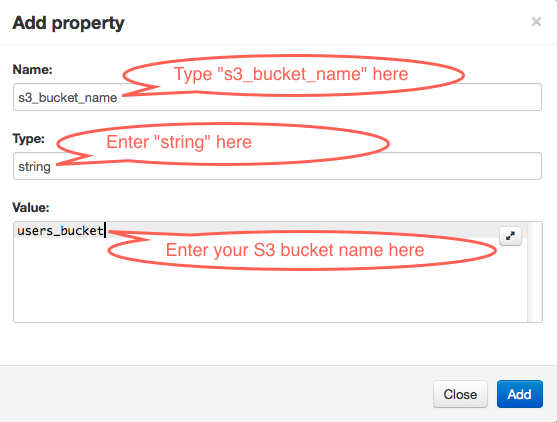 Add property
×
Name:
Type "s3_bucket_name" here
s3_bucket_name
Type:
Enter "string" here
string
Value:
users_bucket
Enter your S3 bucket name here
Close
Add